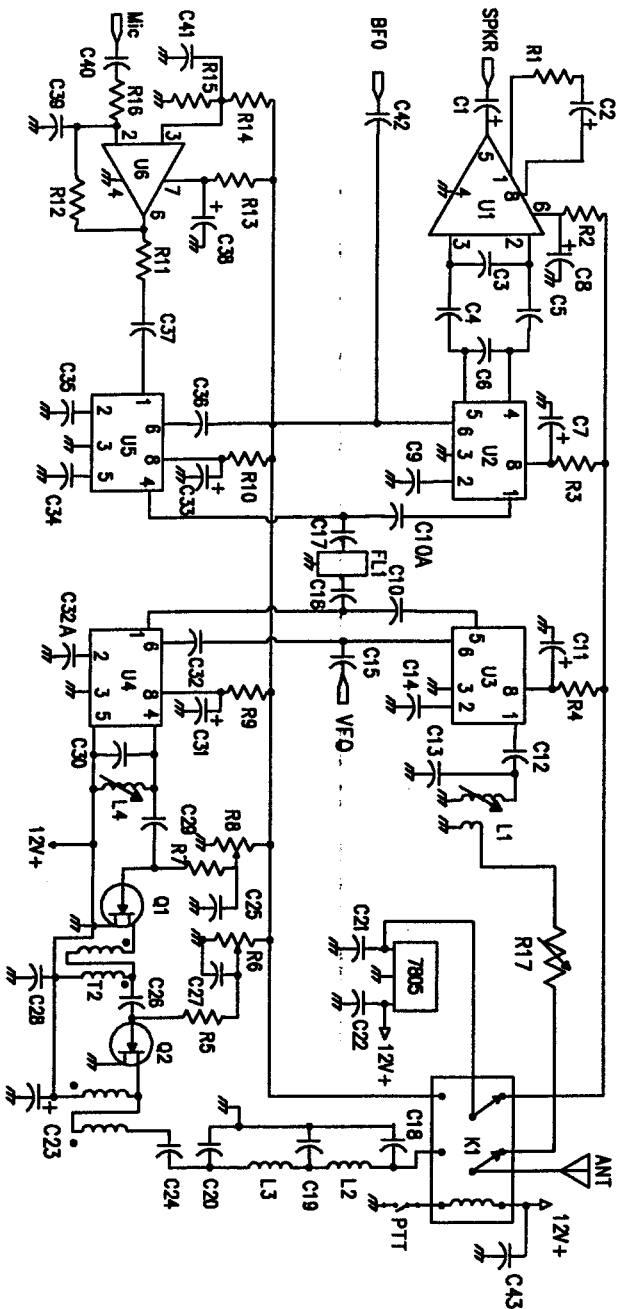 C2
R1
R2
C8
SPKR
C1
5
1
8
6
U1
4
2
3
C3
C5
C4
C6
C7
R3
4
8
5
U2
6
3
2
1
C9
C10A
C10
C11
R4
5
8
6
U3
3
2
1
C14
C12
C13
L1
R17
ANT
K1
12V+
C43
PTT
BFO
C42
C17
FL1
C18
C15
VFO
7805
C21
C22
12V+
Mic
C40
R16
C41
R15
R14
C39
2
3
U6
4
7
6
R12
R13
C38
R11
C37
C36
R10
C33
1
6
8
4
U5
2
3
5
C35
C34
C32
R9
C31
1
6
8
4
U4
2
3
5
C32A
C30
L4
12V+
C29
R8
R7
C25
Q1
R6
C27
R5
T2
C26
C28
Q2
C23
C24
C20
L3
C19
L2
C18